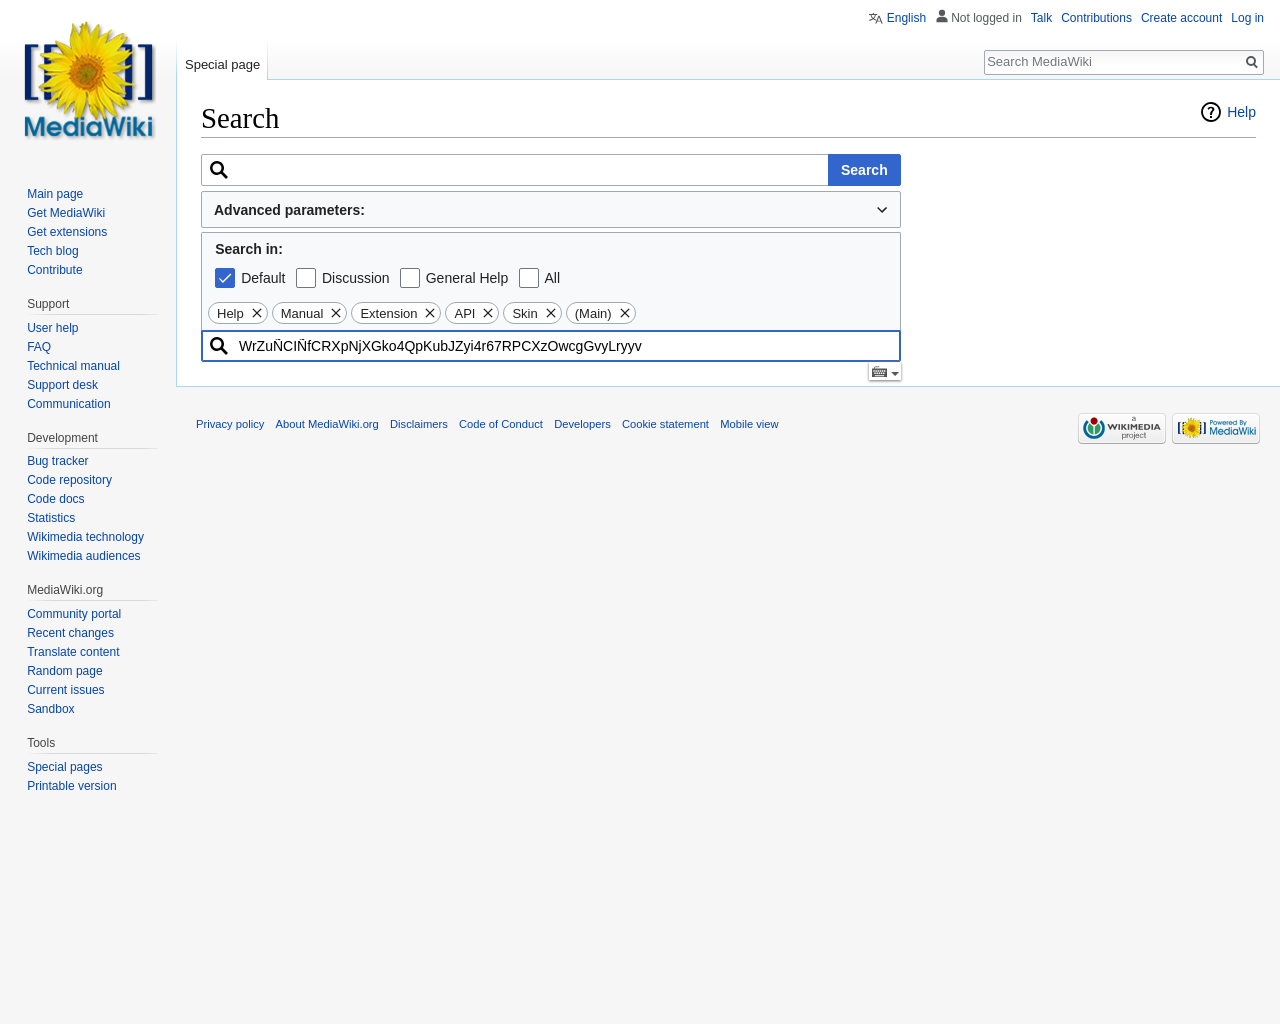 English Not logged in Talk Contributions Create account Log in
Special page
Search MediaWiki
MediaWiki
Search
Help
Search
Advanced parameters:
Search in:
Default Discussion General Help All
Help Manual Extension API Skin (Main)
WrZuÑCIÑfCRXpNjXGko4QpKubJZyi4r67RPCXzOwcgGvyLryyv
Main page
Get MediaWiki
Get extensions
Tech blog
Contribute
Support
User help
FAQ
Technical manual
Support desk
Communication
Development
Bug tracker
Code repository
Code docs
Statistics
Wikimedia technology
Wikimedia audiences
MediaWiki.org
Community portal
Recent changes
Translate content
Random page
Current issues
Sandbox
Tools
Special pages
Printable version
Privacy policy About MediaWiki.org Disclaimers Code of Conduct Developers Cookie statement Mobile view
a
WIKIMEDIA
project
Powered By
MediaWiki